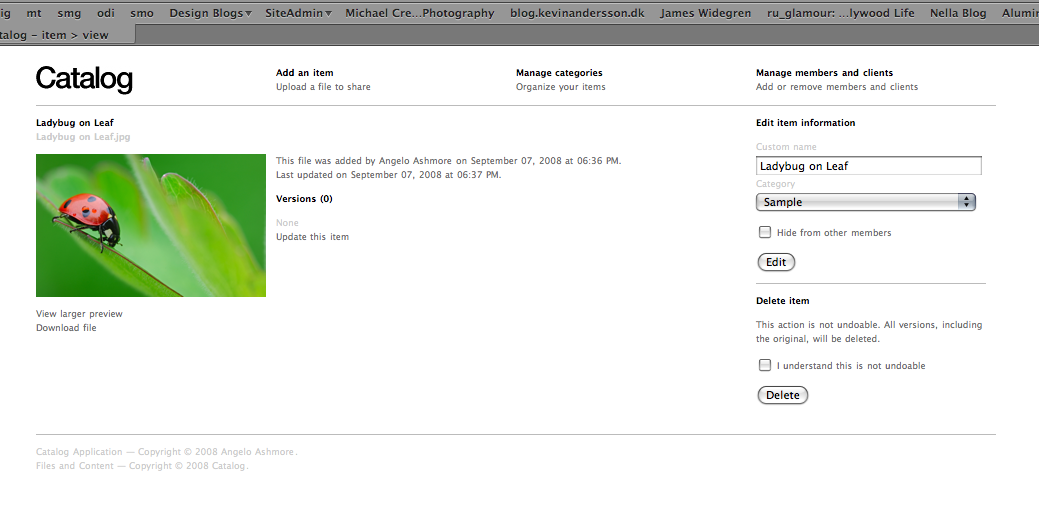 ig mt smg odi smo Design Blogs▾ SiteAdmin▾ Michael Cre...Photography blog.kevinandersson.dk James Widegren ru_glamour: ...lywood Life Nella Blog Alumin
talog – item > view
Catalog
Add an item
Upload a file to share
Manage categories
Organize your items
Manage members and clients
Add or remove members and clients
Ladybug on Leaf
Ladybug on Leaf.jpg
This file was added by Angelo Ashmore on September 07, 2008 at 06:36 PM.
Last updated on September 07, 2008 at 06:37 PM.
Versions (0)
None
Update this item
View larger preview
Download file
Edit item information
Custom name
Ladybug on Leaf
Category
Sample
Hide from other members
Edit
Delete item
This action is not undoable. All versions, including
the original, will be deleted.
I understand this is not undoable
Delete
Catalog Application — Copyright © 2008 Angelo Ashmore.
Files and Content — Copyright © 2008 Catalog.